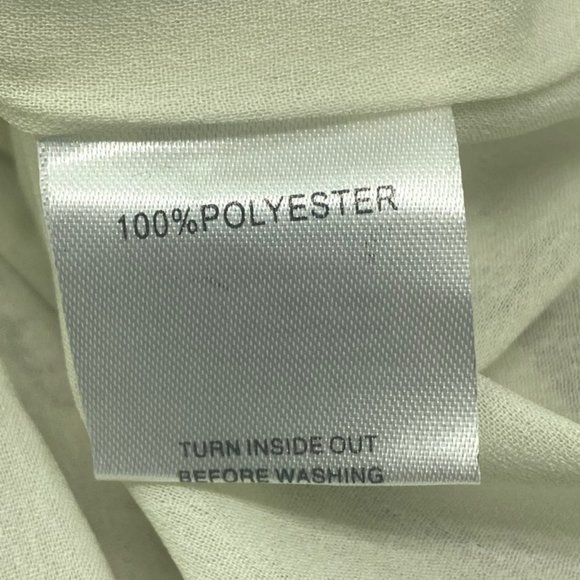 100%POLYESTER
TURN INSIDE OUT
BEFORE WASHING